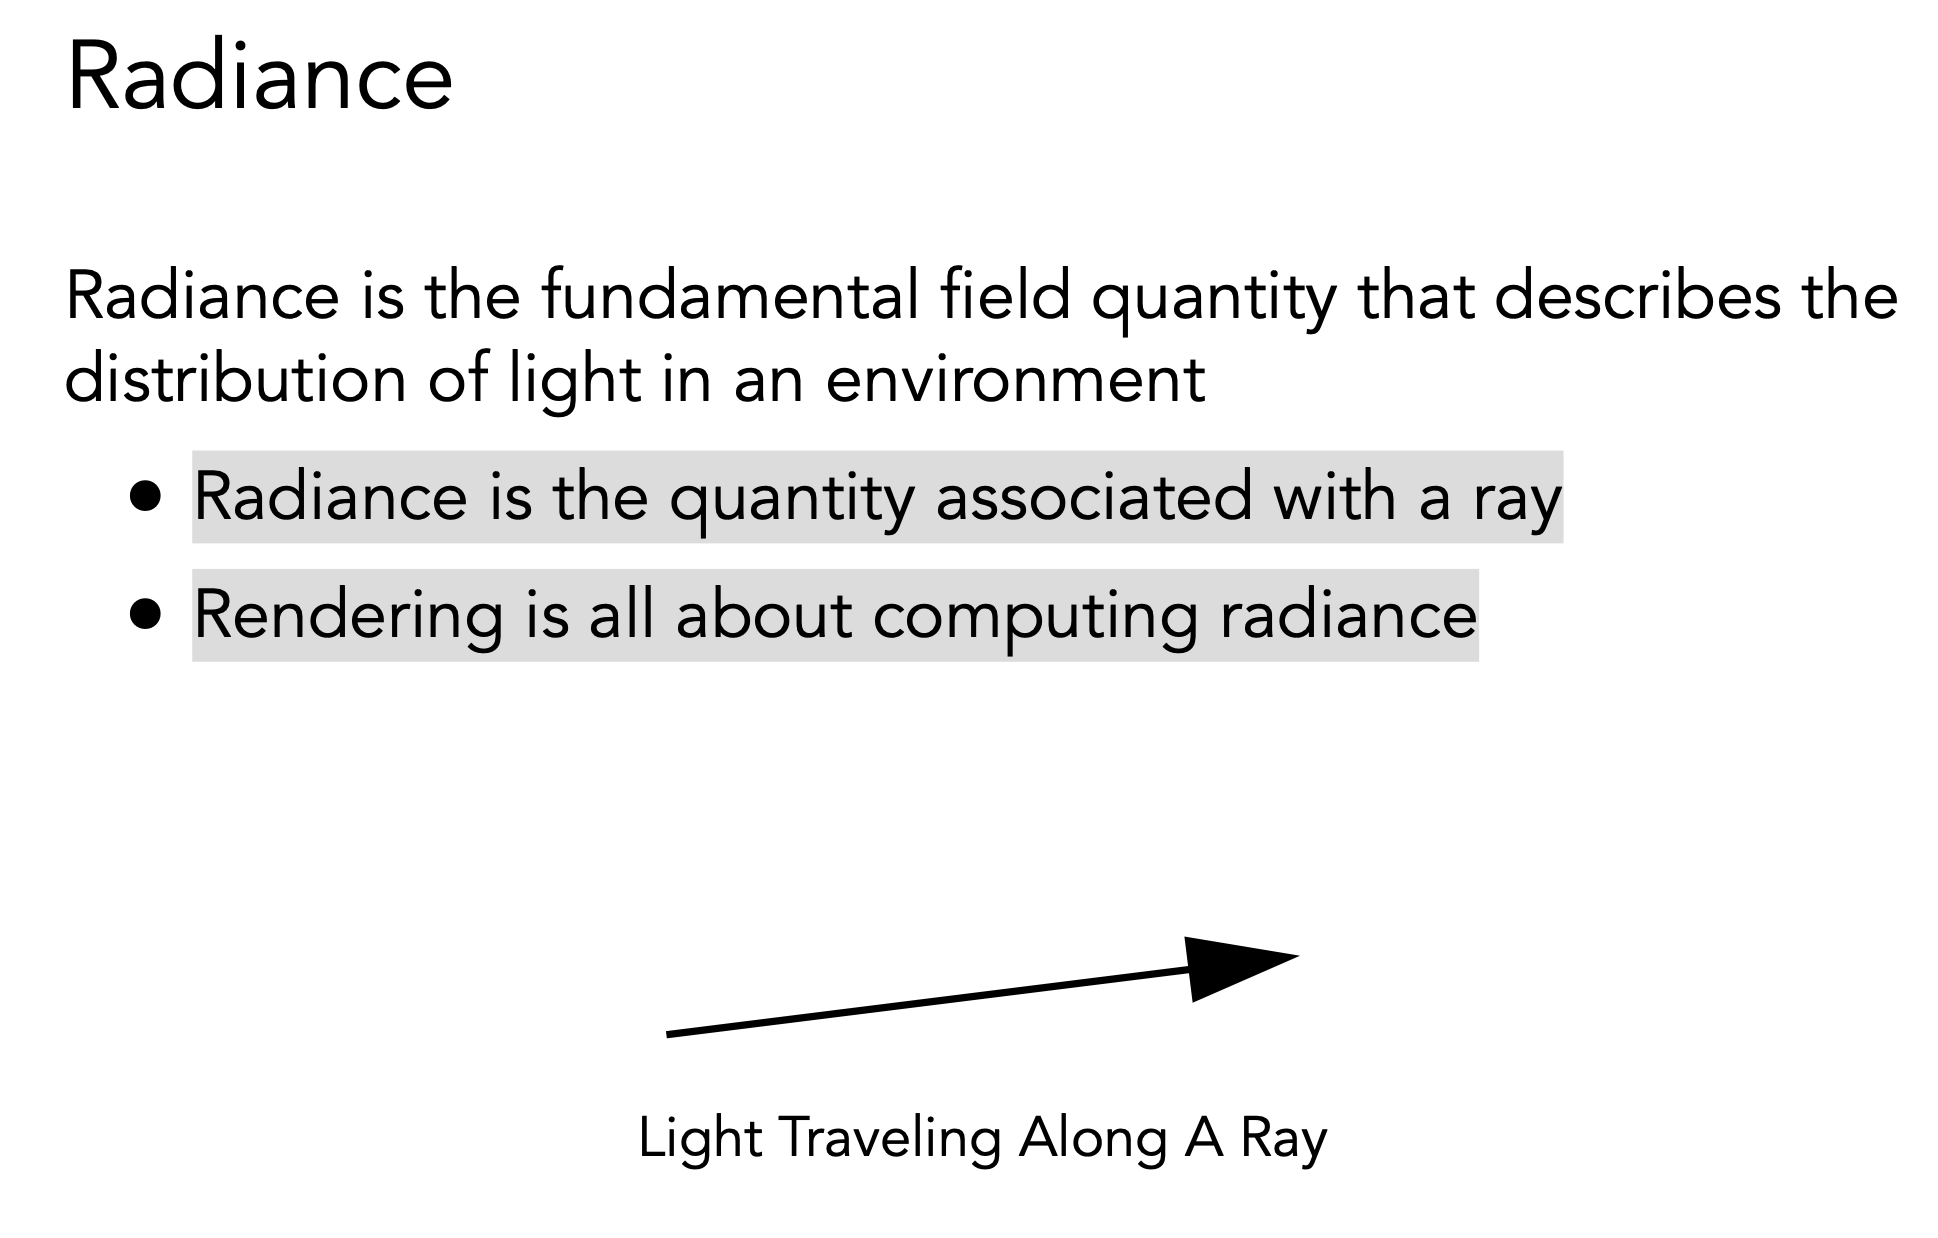 Radiance
Radiance is the fundamental field quantity that describes the
distribution of light in an environment
● Radiance is the quantity associated with a ray
● Rendering is all about computing radiance
Light Traveling Along A Ray